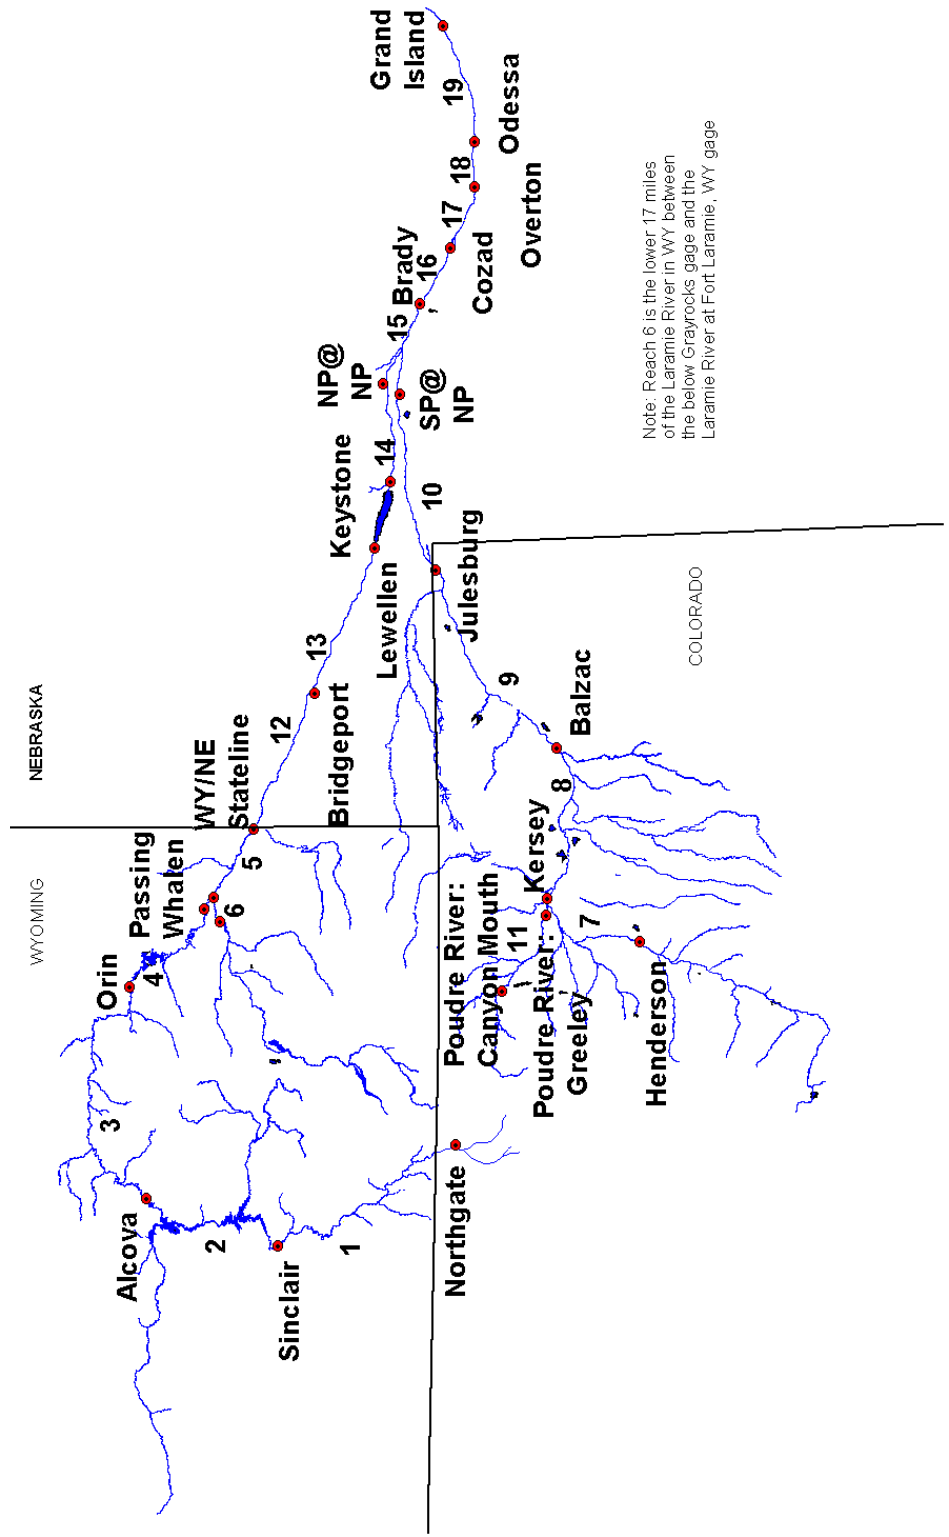 WYOMING
NEBRASKA
COLORADO
Alcova
Orin
Passing
Whalen
WY/NE
Stateline
Sinclair
Northgate
Bridgeport
Lewellen
Keystone
NP@
NP
SP@
NP
Brady
Cozad
Overton
Odessa
Grand
Island
Julesburg
Balzac
Kersey
Poudre River:
Canyon Mouth
Poudre River:
Greeley
Henderson
1
2
3
4
5
6
7
8
9
10
11
12
13
14
15
16
17
18
19
Note: Reach 6 is the lower 17 miles
of the Laramie River in WY between
the below Grayrocks gage and the
Laramie River at Fort Laramie, WY gage